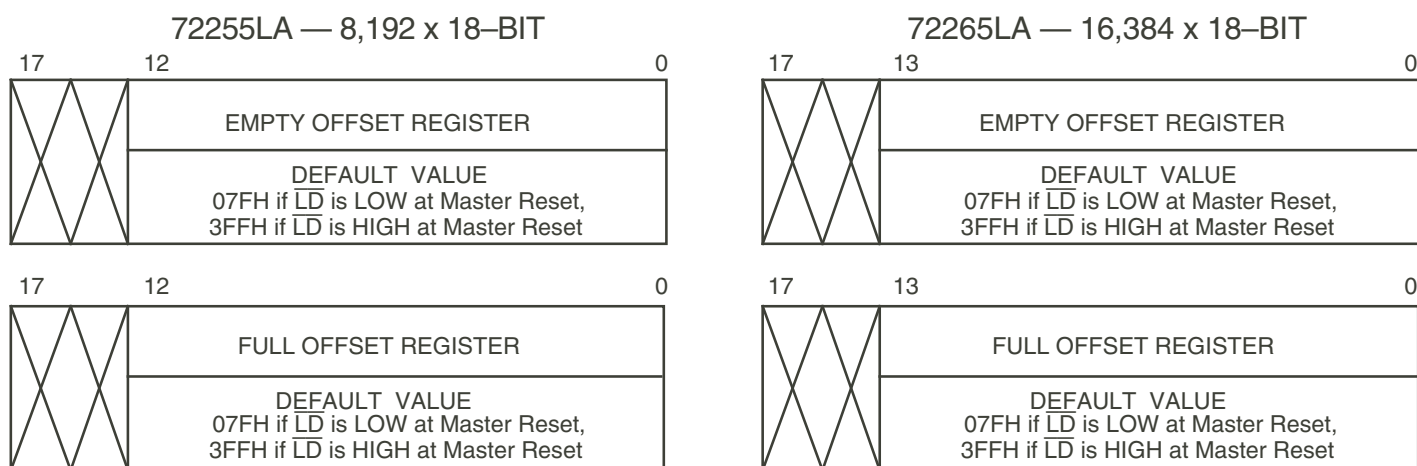 72255LA — 8,192 x 18–BIT
17 12 0
EMPTY OFFSET REGISTER
DEFAULT VALUE
07FH if LD is LOW at Master Reset,
3FFH if LD is HIGH at Master Reset
17 12 0
FULL OFFSET REGISTER
DEFAULT VALUE
07FH if LD is LOW at Master Reset,
3FFH if LD is HIGH at Master Reset
72265LA — 16,384 x 18–BIT
17 13 0
EMPTY OFFSET REGISTER
DEFAULT VALUE
07FH if LD is LOW at Master Reset,
3FFH if LD is HIGH at Master Reset
17 13 0
FULL OFFSET REGISTER
DEFAULT VALUE
07FH if LD is LOW at Master Reset,
3FFH if LD is HIGH at Master Reset